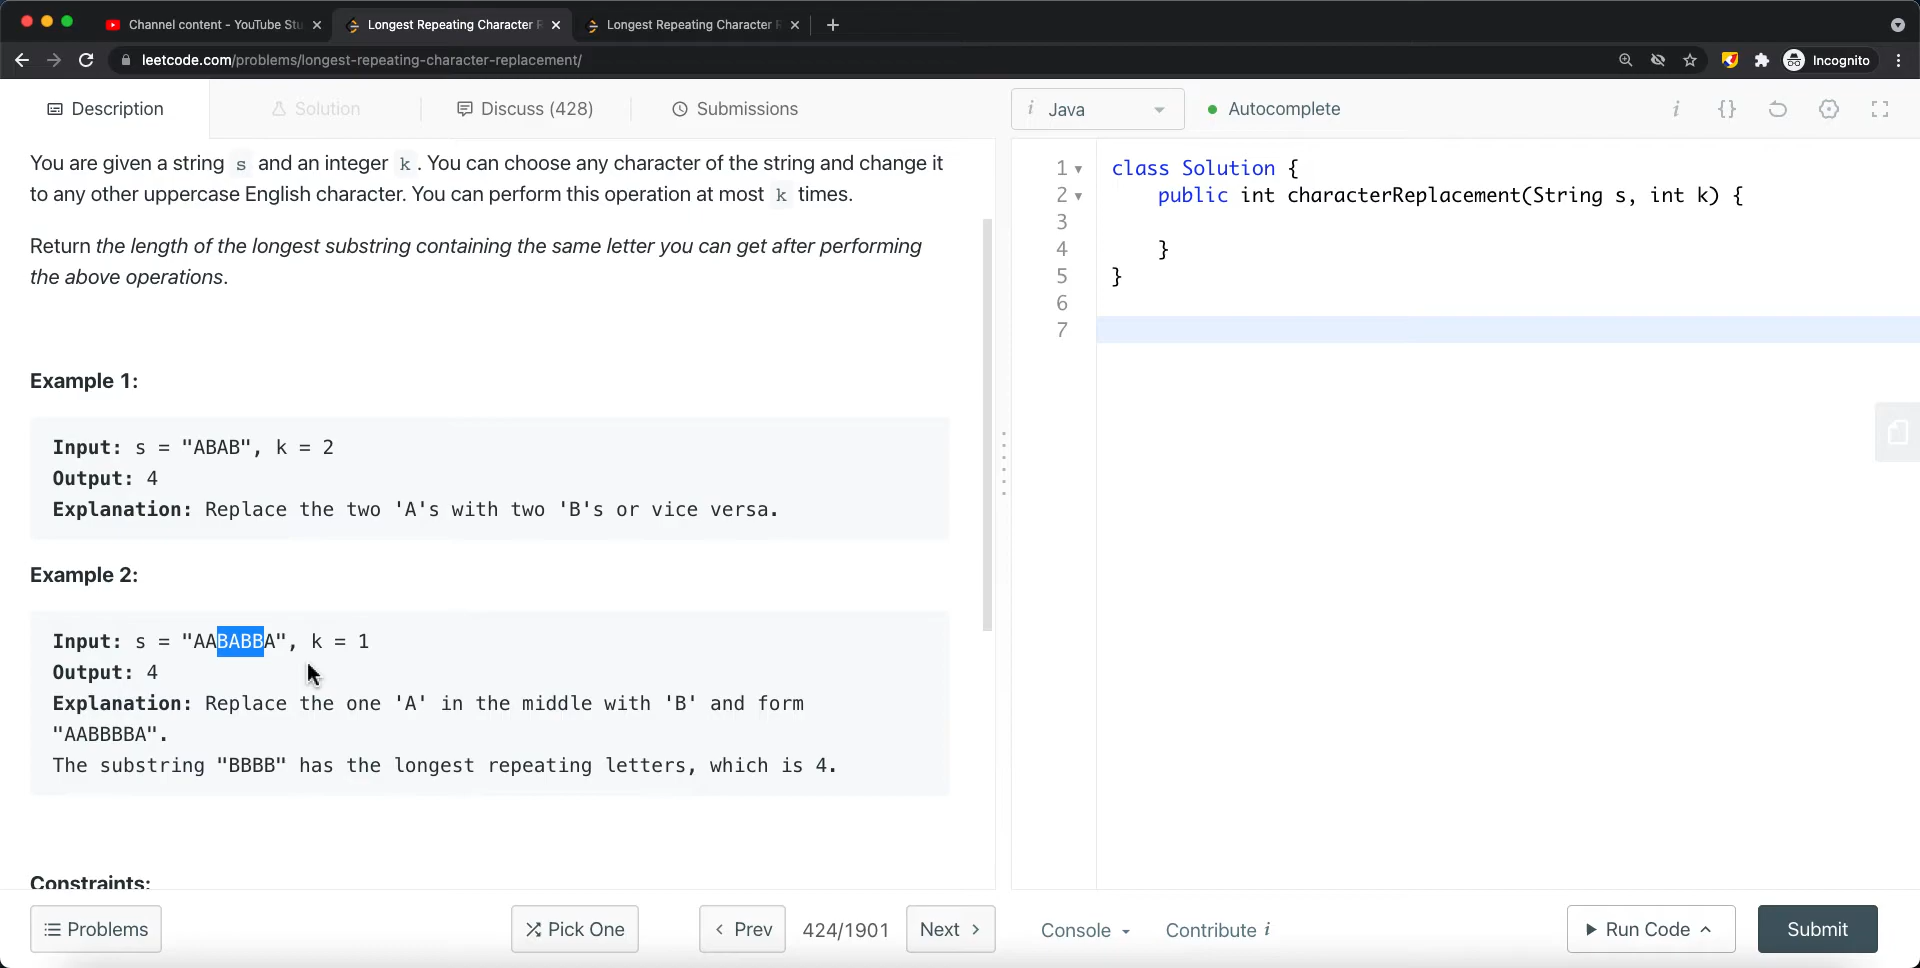 Channel content - YouTube Stu
Longest Repeating Character R
Longest Repeating Character R
leetcode.com/problems/longest-repeating-character-replacement/
Incognito
Description
Solution
Discuss (428)
Submissions
i Java
Autocomplete
i {}
You are given a string s and an integer k . You can choose any character of the string and change it
to any other uppercase English character. You can perform this operation at most k times.
Return the length of the longest substring containing the same letter you can get after performing
the above operations.
Example 1:
Input: s = "ABAB", k = 2
Output: 4
Explanation: Replace the two 'A's with two 'B's or vice versa.
Example 2:
Input: s = "AABABBA", k = 1
Output: 4
Explanation: Replace the one 'A' in the middle with 'B' and form
"AABBBBA".
The substring "BBBB" has the longest repeating letters, which is 4.
Constraints:
1 class Solution {
2 public int characterReplacement(String s, int k) {
3
4 }
5 }
6
7
Problems
Pick One
Prev
424/1901
Next
Console
Contribute i
Run Code
Submit